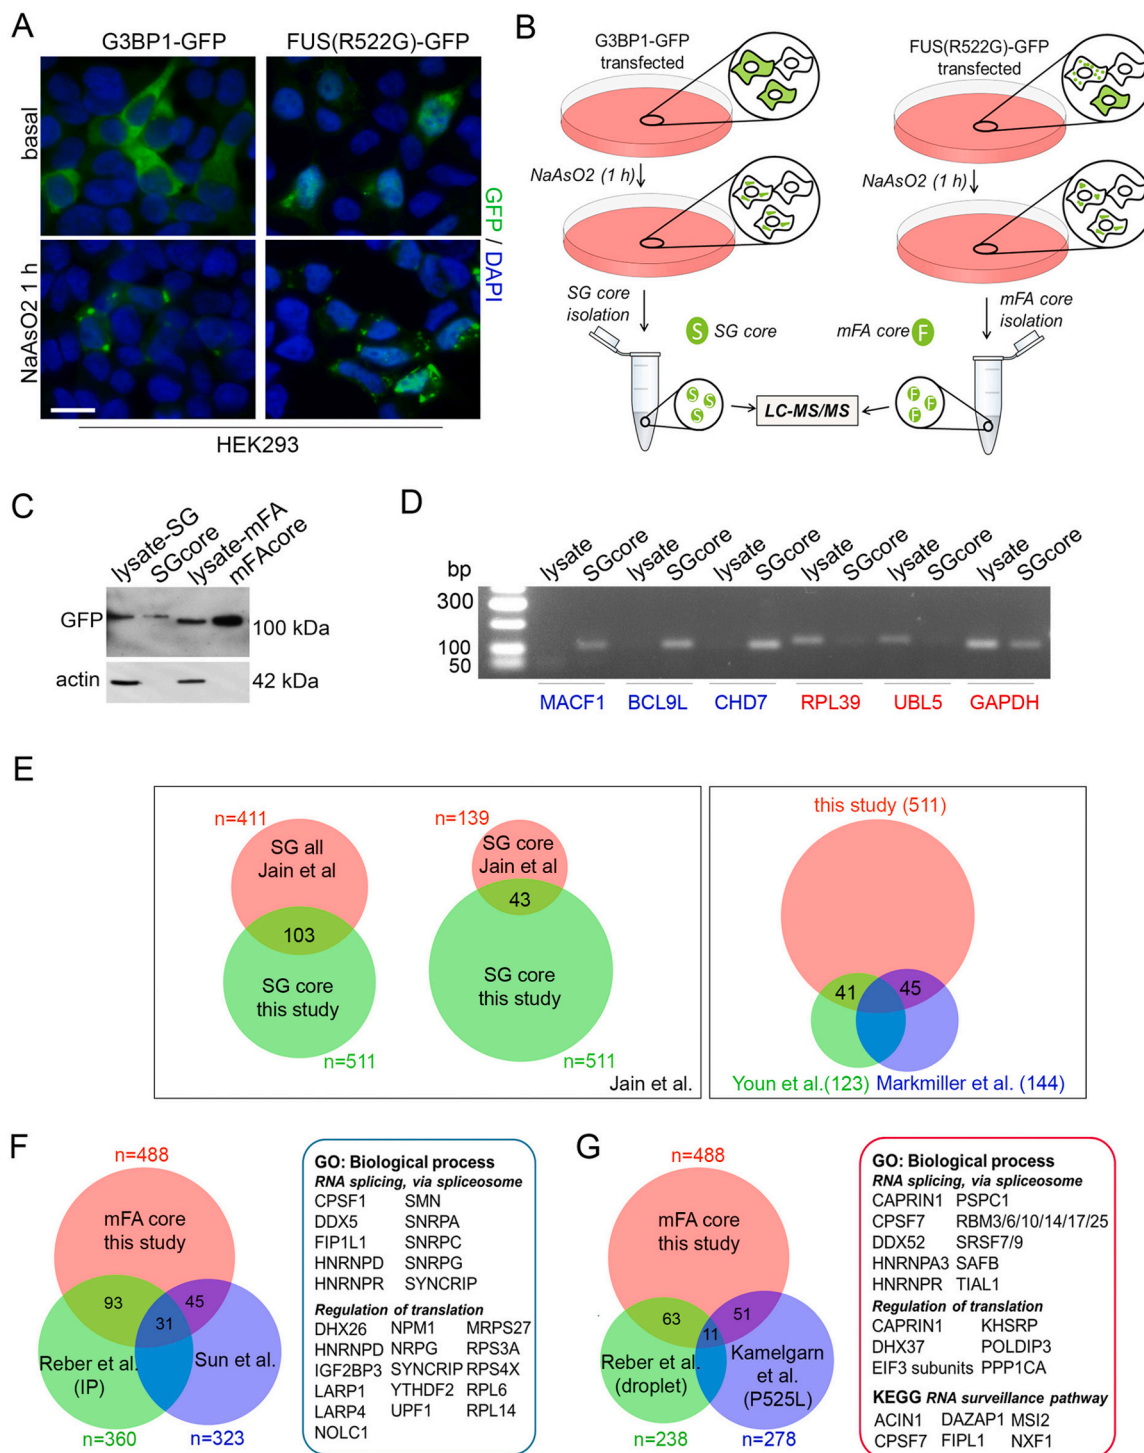 A
G3BP1-GFP
FUS(R522G)-GFP
basal
NaAsO2 1 h
GFP / DAPI
HEK293
B
G3BP1-GFP
transfected
FUS(R522G)-GFP
transfected
NaAsO2 (1 h)
NaAsO2 (1 h)
SG core
isolation
mFA core
isolation
S SG core
mFA core F
S S S
LC-MS/MS
F F F
C
lysate-SG
SGcore
lysate-mFA
mFAcore
GFP
100 kDa
actin
42 kDa
D
bp
300
100
50
lysate SGcore lysate SGcore lysate SGcore lysate SGcore lysate SGcore lysate SGcore
MACF1 BCL9L CHD7 RPL39 UBL5 GAPDH
E
n=411
SG all
Jain et al
103
SG core
this study
n=511
n=139
SG core
Jain et al
43
SG core
this study
n=511
Jain et al.
this study (511)
41
45
Youn et al.(123)
Markmiller et al. (144)
F
n=488
mFA core
this study
93
45
31
Reber et al.
(IP)
Sun et al.
n=360
n=323
GO: Biological process
RNA splicing, via spliceosome
CPSF1 SMN
DDX5 SNRPA
FIP1L1 SNRPC
HNRNPD SNRPG
HNRNPR SYNCRIP
Regulation of translation
DHX26 NPM1 MRPS27
HNRNPD NRPG RPS3A
IGF2BP3 SYNCRIP RPS4X
LARP1 YTHDF2 RPL6
LARP4 UPF1 RPL14
NOLC1
G
n=488
mFA core
this study
63
51
11
Reber et al.
(droplet)
Kamelgarn
et al.
(P525L)
n=238
n=278
GO: Biological process
RNA splicing, via spliceosome
CAPRIN1 PSPC1
CPSF7 RBM3/6/10/14/17/25
DDX52 SRSF7/9
HNRNPA3 SAFB
HNRNPR TIAL1
Regulation of translation
CAPRIN1 KHSRP
DHX37 POLDIP3
EIF3 subunits PPP1CA
KEGG RNA surveillance pathway
ACIN1 DAZAP1 MSI2
CPSF7 FIPL1 NXF1